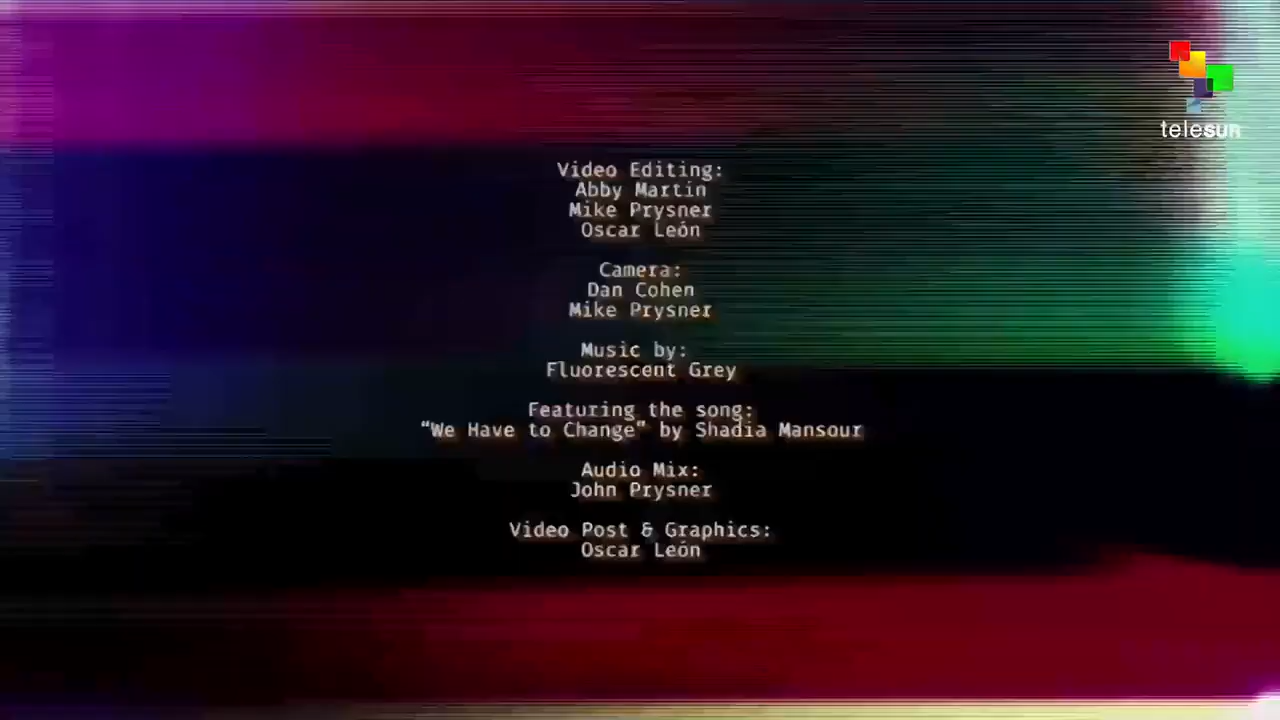 telesur
Video Editing:
Abby Martin
Mike Prysner
Oscar León
Camera:
Dan Cohen
Mike Prysner
Music by:
Fluorescent Grey
Featuring the song:
“We Have to Change” by Shadia Mansour
Audio Mix:
John Prysner
Video Post & Graphics:
Oscar León